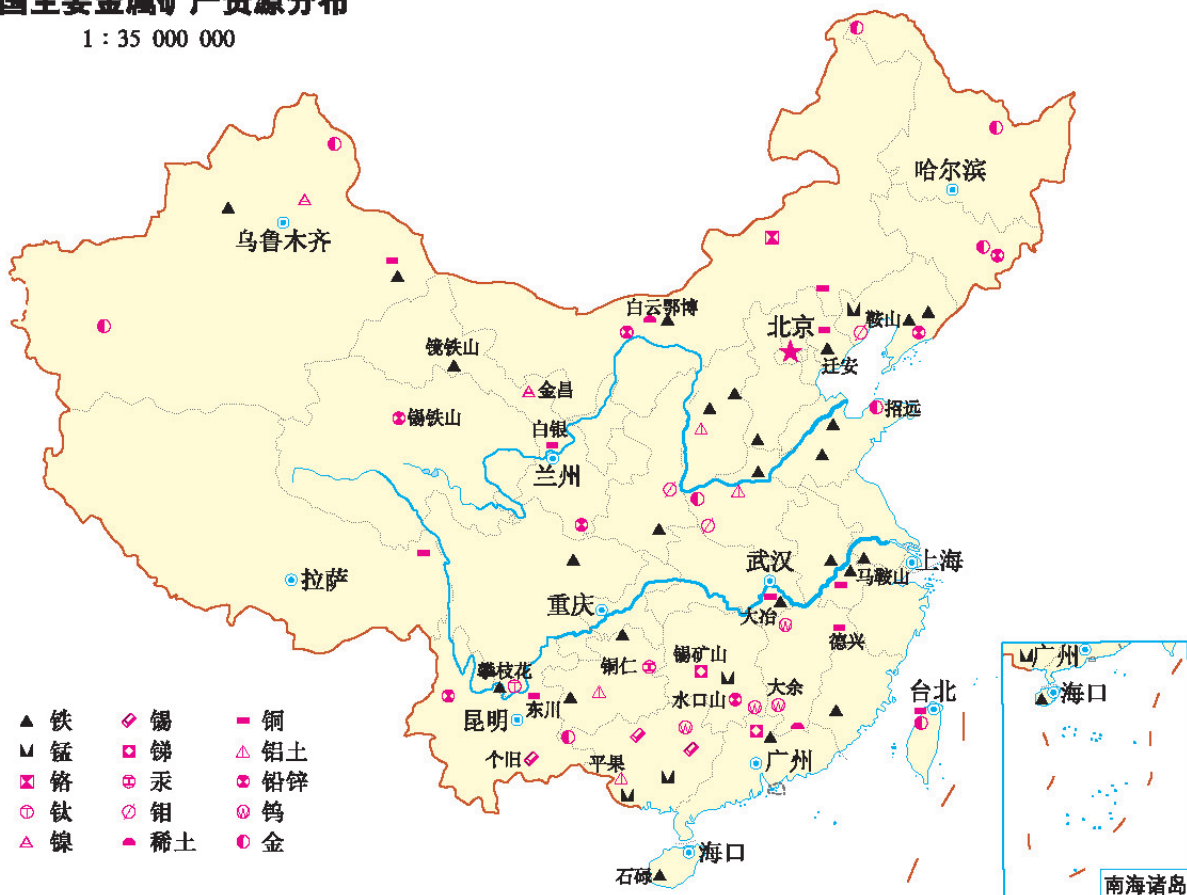 国主要金属矿产资源分布
1：35 000 000
哈尔滨
乌鲁木齐
白云鄂博
鞍山
北京
迁安
镜铁山
金昌
招远
锡铁山
白银
兰州
武汉
上海
马鞍山
拉萨
重庆
大冶
德兴
铜仁
锡矿山
攀枝花
水口山
大余
东川
台北
昆明
个旧
平果
广州
海口
石碌
铁
锡
铜
锰
锑
铝土
铬
汞
铅锌
钛
钼
钨
镍
稀土
金
广州
海口
南海诸岛